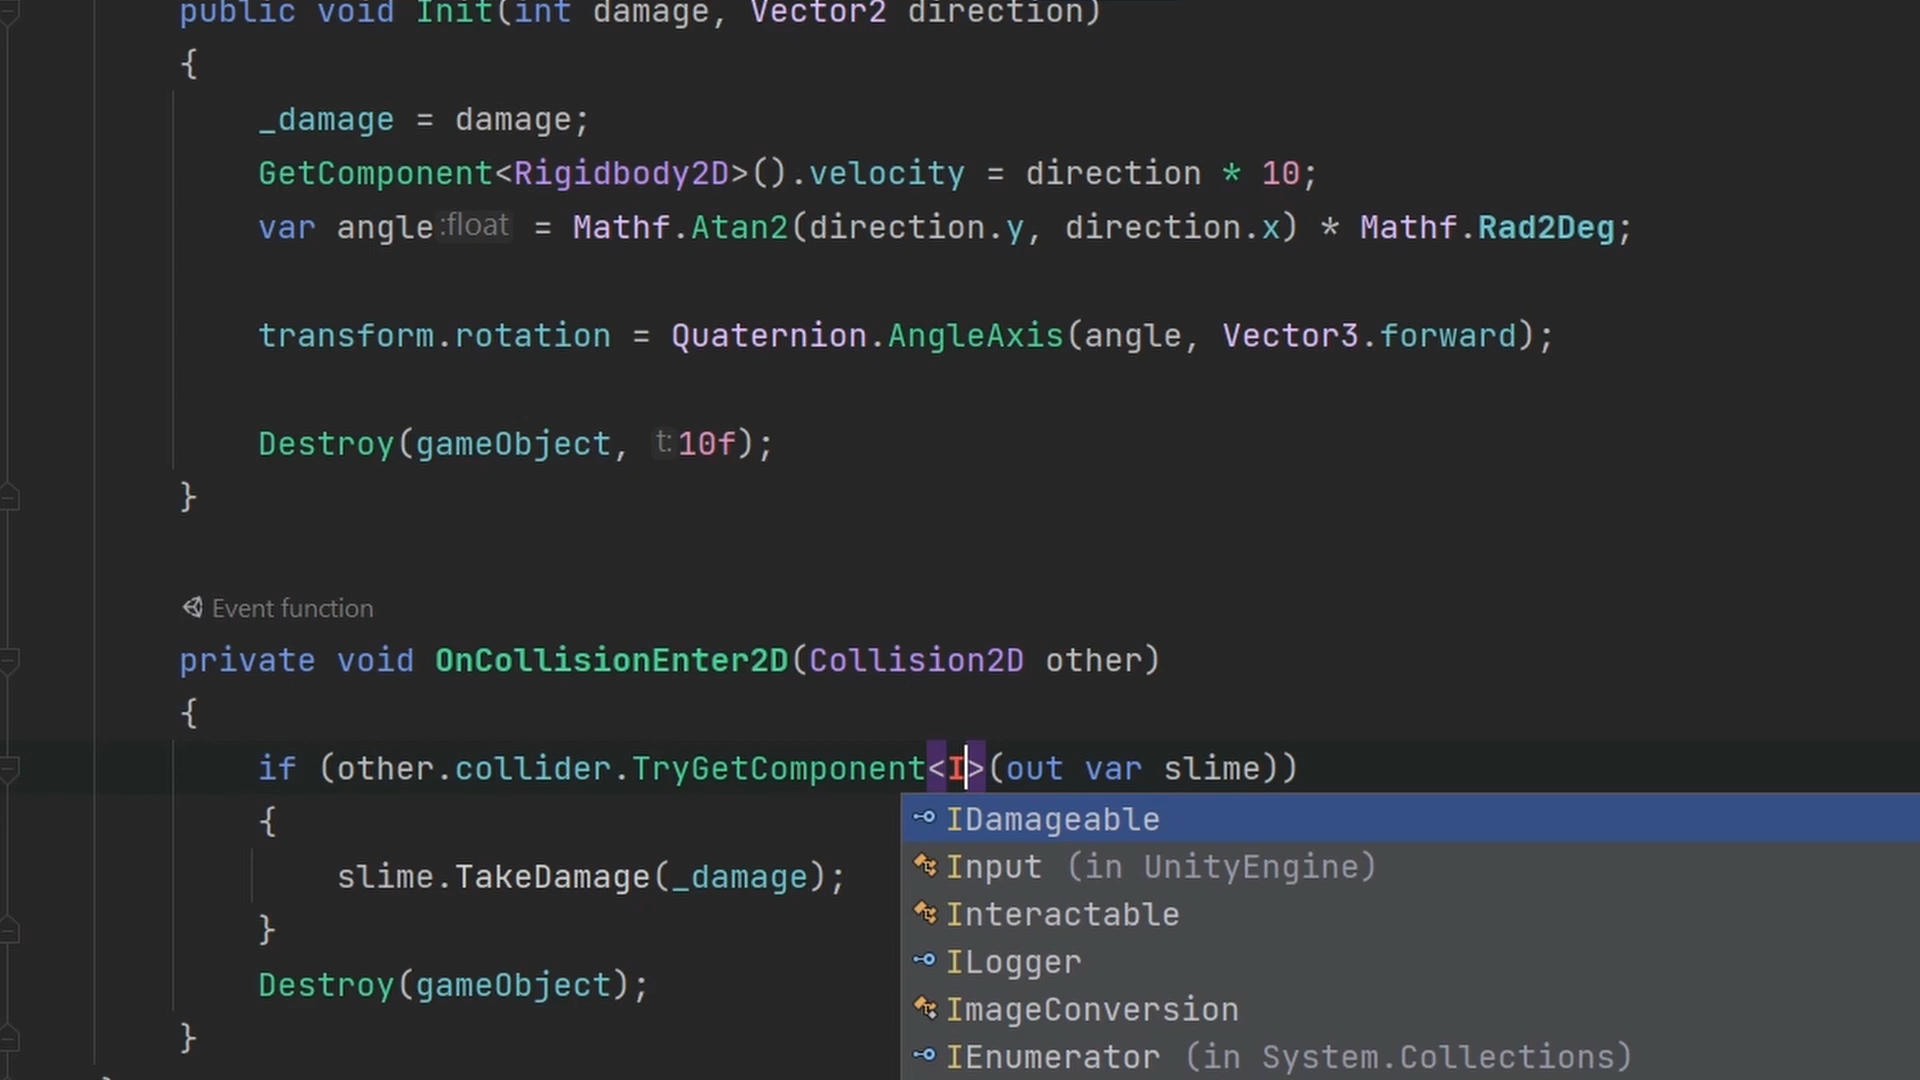 public void Init(int damage, Vector2 direction)
{
_damage = damage;
GetComponent<Rigidbody2D>().velocity = direction * 10;
var angle :float = Mathf.Atan2(direction.y, direction.x) * Mathf.Rad2Deg;
transform.rotation = Quaternion.AngleAxis(angle, Vector3.forward);
Destroy(gameObject, t: 10f);
}
Event function
private void OnCollisionEnter2D(Collision2D other)
{
if (other.collider.TryGetComponent<I>(out var slime))
{
slime.TakeDamage(_damage);
}
Destroy(gameObject);
}
IDamageable
Input (in UnityEngine)
Interactable
ILogger
ImageConversion
IEnumerator (in System.Collections)